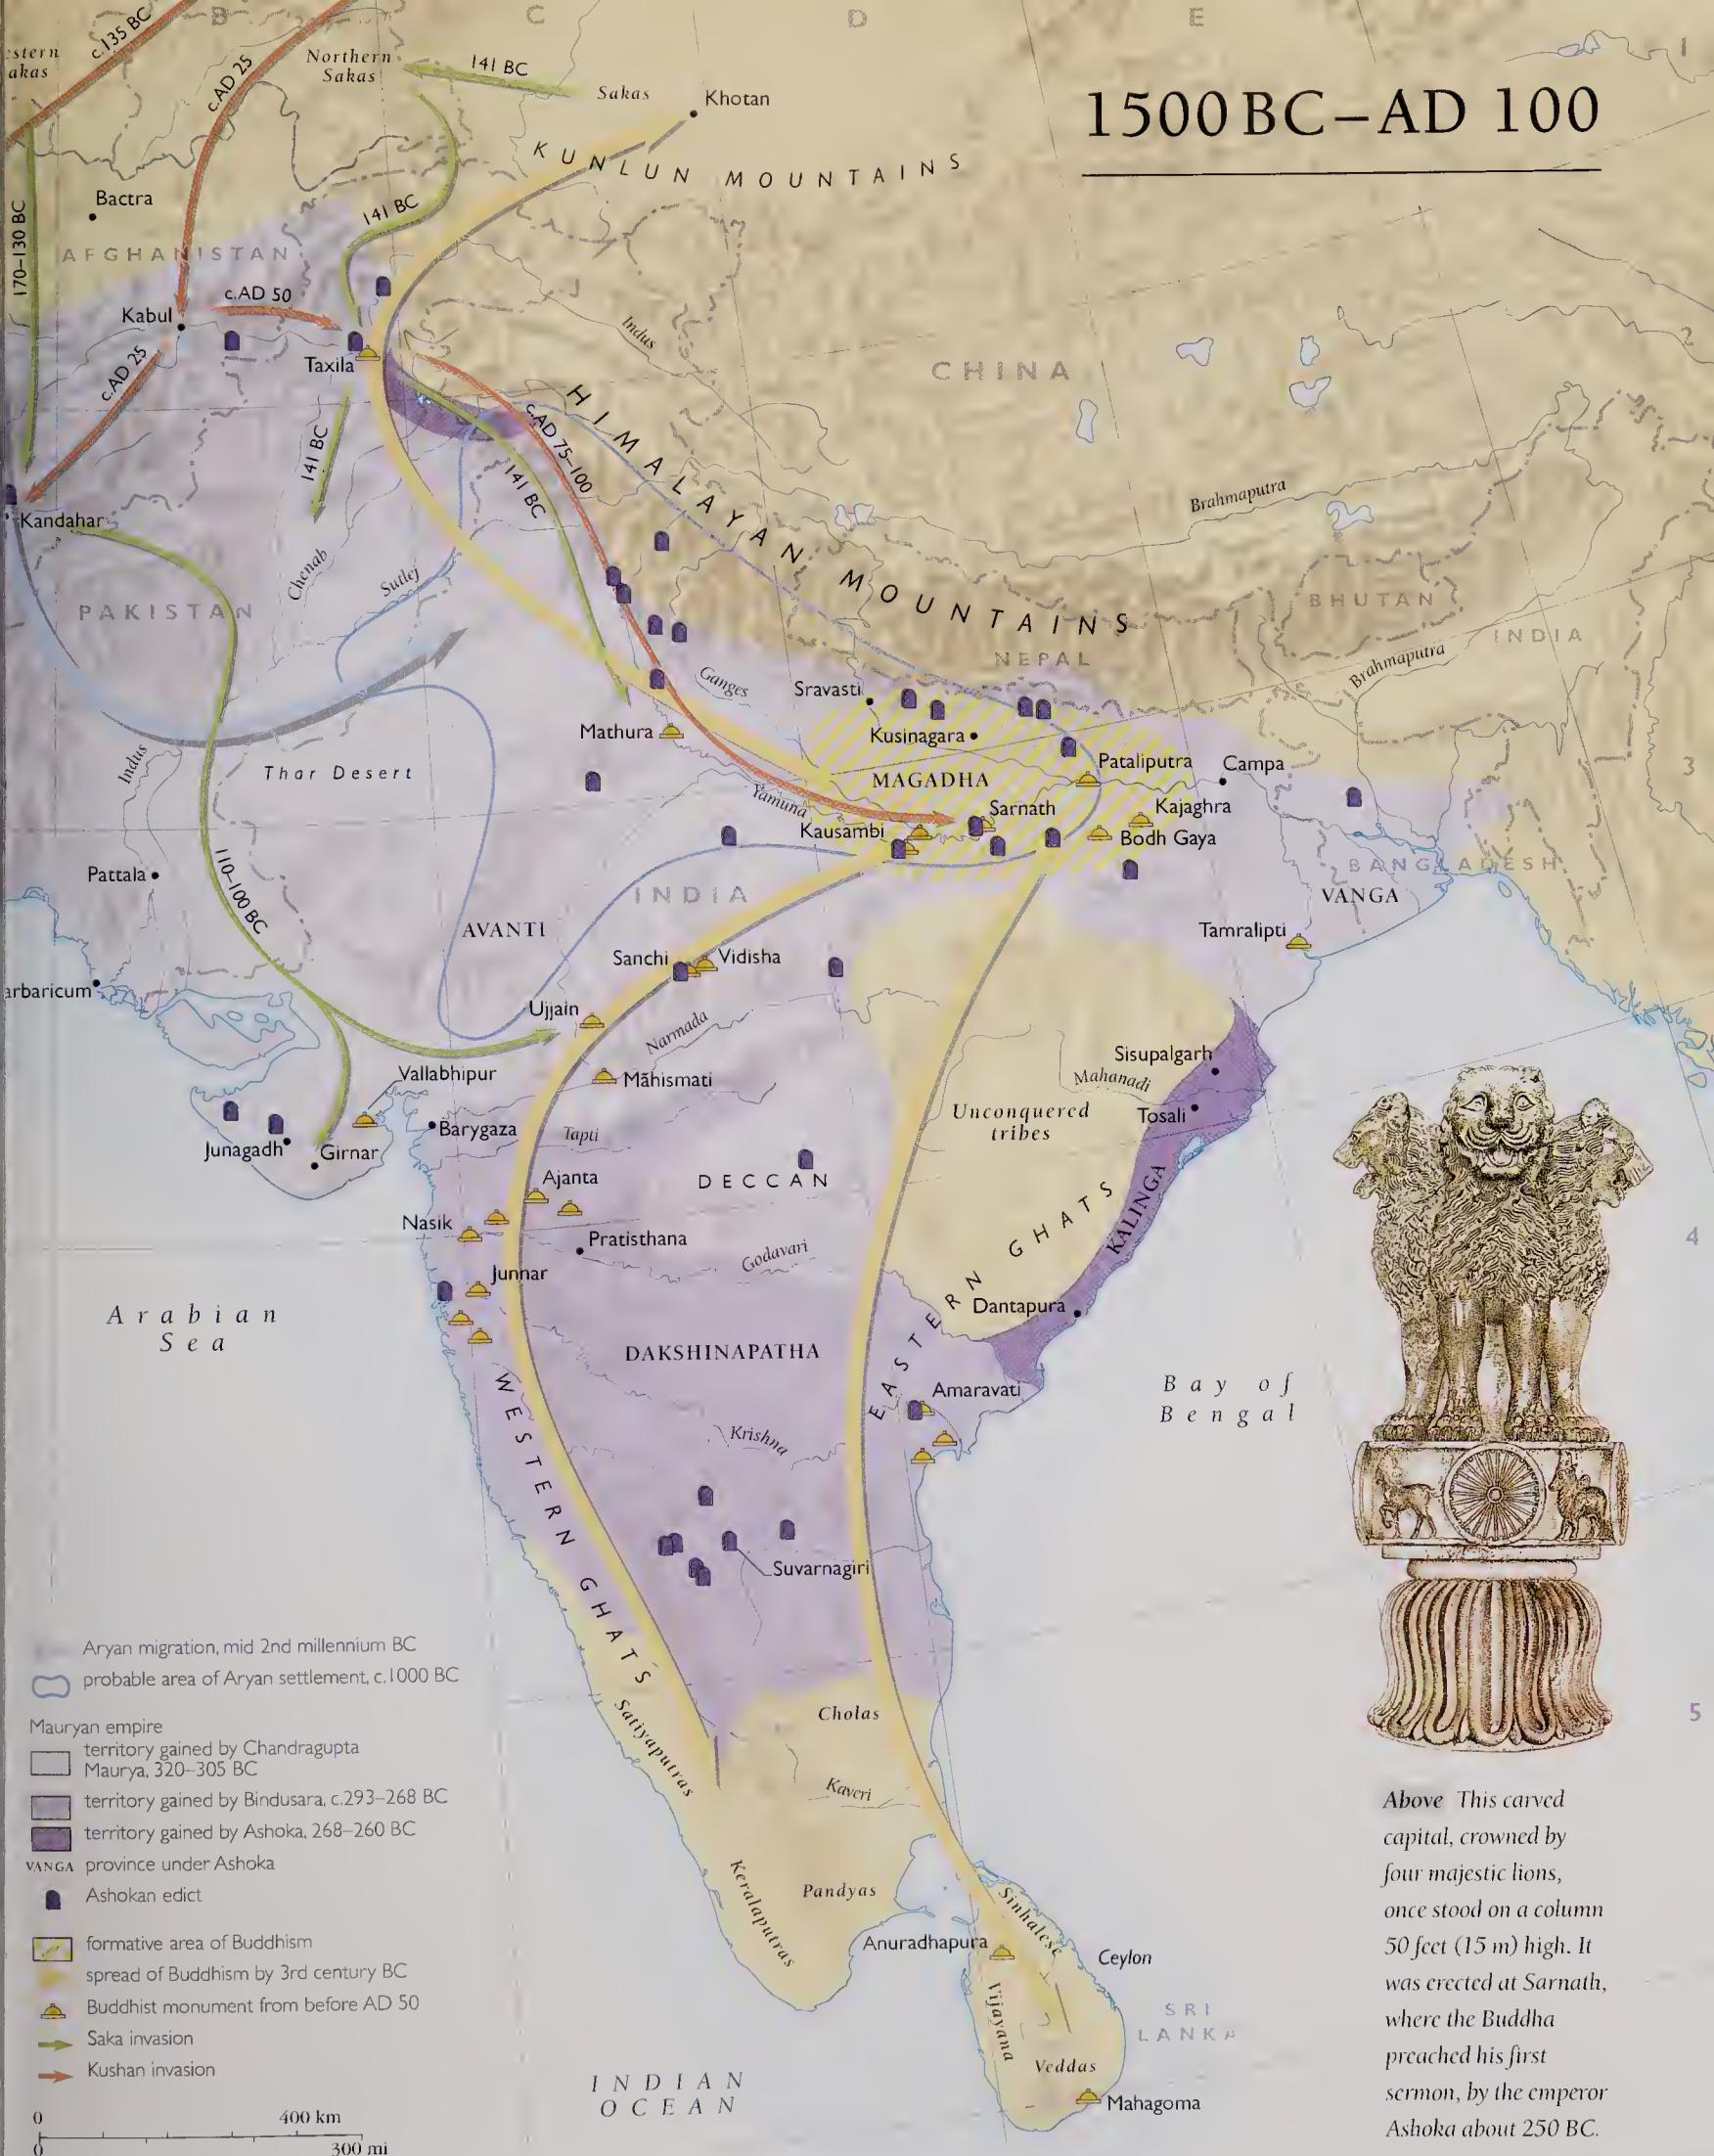 B
C
D
E
1
1500 BC–AD 100
c.135 BC
c.AD 25
Northern
Sakas
141 BC
Sakas
Khotan
KUNLUN MOUNTAINS
Bactra
170–130 BC
141 BC
AFGHANISTAN
Kabul
c.AD 50
Taxila
c.AD 25
Indus
2
CHINA
HIMALAYAN MOUNTAINS
c.AD 75–100
141 BC
141 BC
Kandahar
Chenab
Sutlej
Brahmaputra
PAKISTAN
BHUTAN
INDIA
NEPAL
Brahmaputra
Ganges
Sravasti
Mathura
Kusinagara
Indus
Thar Desert
MAGADHA
Pataliputra
Campa
3
Yamuna
Sarnath
Kajaghra
Kausambi
Bodh Gaya
Pattala
110–100 BC
INDIA
BANGLADESH
VANGA
AVANTI
Tamralipti
Sanchi
Vidisha
arbaricum
Ujjain
Narmada
Sisupalgarh
Mahanadi
Vallabhipur
Mahismati
Unconquered
tribes
Tosali
Barygaza
Tapti
Junagadh
Girnar
DECCAN
Ajanta
KALINGA
Nasik
Pratisthana
Godavari
EASTERN GHATS
4
Junnar
Dantapura
Arabian
Sea
DAKSHINAPATHA
Amaravati
Bay of
Bengal
WESTERN GHATS
Krishna
Suvarnagiri
Aryan migration, mid 2nd millennium BC
probable area of Aryan settlement, c.1000 BC
Mauryan empire
territory gained by Chandragupta
Maurya, 320–305 BC
territory gained by Bindusara, c.293–268 BC
territory gained by Ashoka, 268–260 BC
VANGA province under Ashoka
Ashokan edict
formative area of Buddhism
spread of Buddhism by 3rd century BC
Buddhist monument from before AD 50
Saka invasion
Kushan invasion
0 400 km
0 300 mi
Satiyaputras
Cholas
5
Kaveri
Keralaputras
Pandyas
Anuradhapura
Sinhalese
Ceylon
Vijayana
SRI
LANKA
Veddas
Mahagoma
INDIAN
OCEAN
Above This carved
capital, crowned by
four majestic lions,
once stood on a column
50 feet (15 m) high. It
was erected at Sarnath,
where the Buddha
preached his first
sermon, by the emperor
Ashoka about 250 BC.